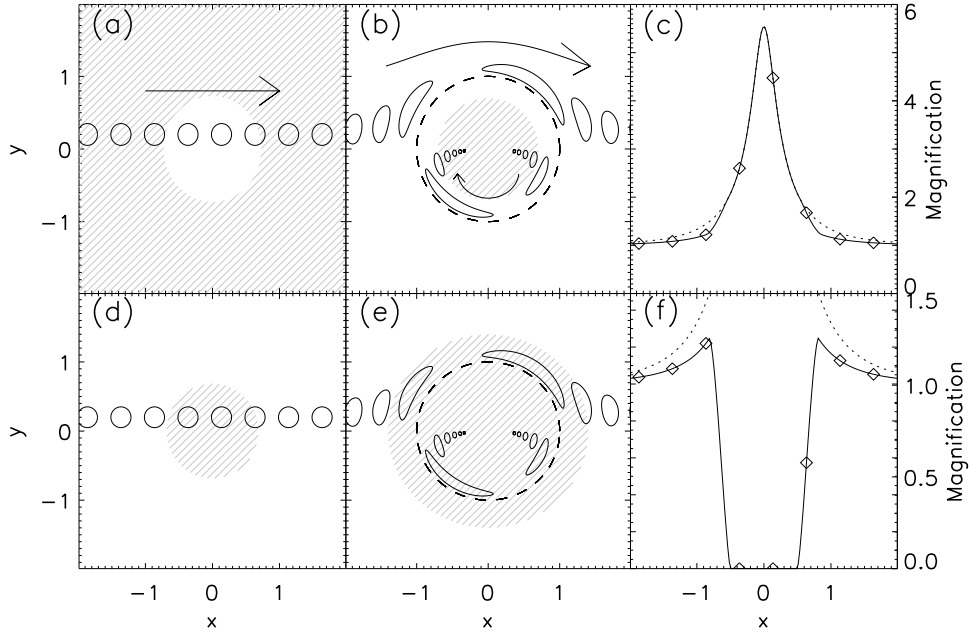 (a)
(b)
(c)
6
4
2
0
Magnification
1
0
−1
y
(d)
(e)
(f)
1.5
1.0
0.5
0.0
Magnification
1
0
−1
y
−1 0 1
−1 0 1
−1 0 1
x
x
x